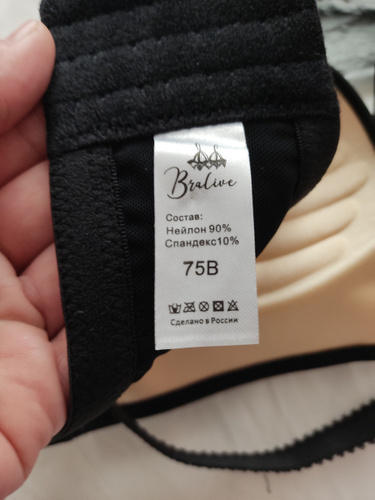 Bralive
Состав:
Нейлон 90%
Спандекс10%
75B
Сделано в России